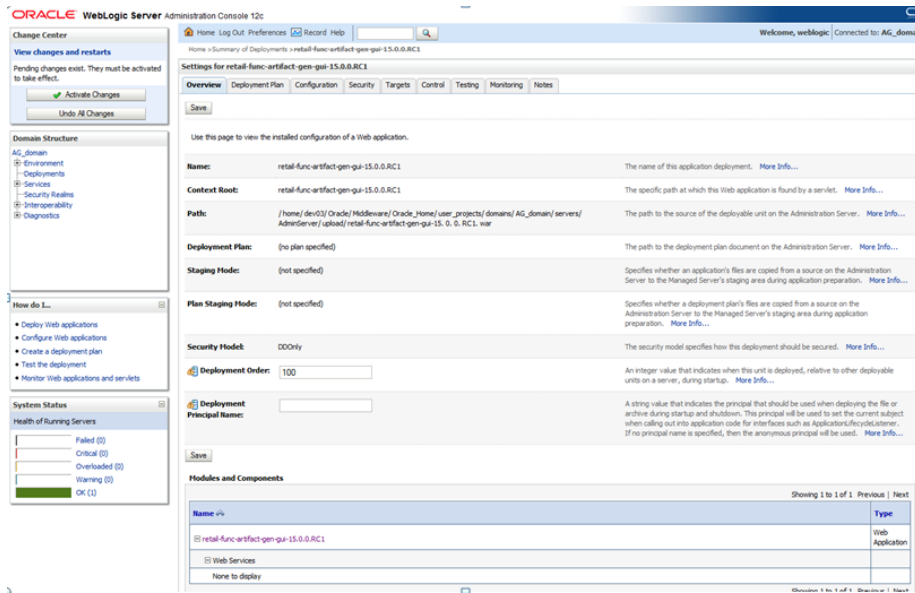 ORACLE WebLogic Server Administration Console 12c
Change Center
View changes and restarts
Pending changes exist. They must be activated
to take effect.
Activate Changes
Undo All Changes
Domain Structure
AG_domain
Environment
Deployments
Services
Security Realms
Interoperability
Diagnostics
How do I...
Deploy Web applications
Configure Web applications
Create a deployment plan
Test the deployment
Monitor Web applications and servlets
System Status
Health of Running Servers
Failed (0)
Critical (0)
Overloaded (0)
Warning (0)
OK (1)
Home Log Out Preferences Record Help
Welcome, weblogic Connected to: AG_doma
Home >Summary of Deployments >retail-func-artifact-gen-gui-15.0.0.RC1
Settings for retail-func-artifact-gen-gui-15.0.0.RC1
Overview Deployment Plan Configuration Security Targets Control Testing Monitoring Notes
Save
Use this page to view the installed configuration of a Web application.
Name: retail-func-artifact-gen-gui-15.0.0.RC1 The name of this application deployment. More Info...
Context Root: retail-func-artifact-gen-gui-15.0.0.RC1 The specific path at which this Web application is found by a servlet. More Info...
Path: /home/dev03/Oracle/Middleware/Oracle_Home/user_projects/domains/AG_domain/servers/ The path to the source of the deployable unit on the Administration Server. More Info...
AdminServer/upload/retail-func-artifact-gen-gui-15. 0. 0. RC1. war
Deployment Plan: (no plan specified) The path to the deployment plan document on the Administration Server. More Info...
Staging Mode: (not specified) Specifies whether an application's files are copied from a source on the Administration
Server to the Managed Server's staging area during application preparation. More Info...
Plan Staging Mode: (not specified) Specifies whether a deployment plan's files are copied from a source on the
Administration Server to the Managed Server's staging area during application
preparation. More Info...
Security Model: DDOnly The security model specifies how this deployment should be secured. More Info...
Deployment Order: 100 An integer value that indicates when this unit is deployed, relative to other deployable
units on a server, during startup. More Info...
Deployment
Principal Name:
A string value that indicates the principal that should be used when deploying the file or
archive during startup and shutdown. This principal will be used to set the current subject
when calling out into application code for interfaces such as ApplicationLifecycleListener.
If no principal name is specified, then the anonymous principal will be used. More Info...
Save
Modules and Components
Showing 1 to 1 of 1 Previous | Next
Name Type
retail-func-artifact-gen-gui-15.0.0.RC1 Web
Application
Web Services
None to display
Showing 1 to 1 of 1 Previous | Next